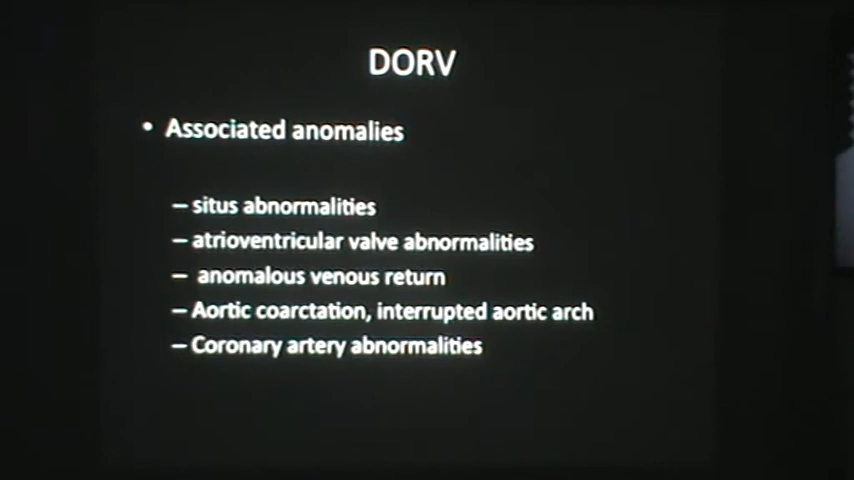 DORV
• Associated anomalies
– situs abnormalities
– atrioventricular valve abnormalities
– anomalous venous return
– Aortic coarctation, interrupted aortic arch
– Coronary artery abnormalities